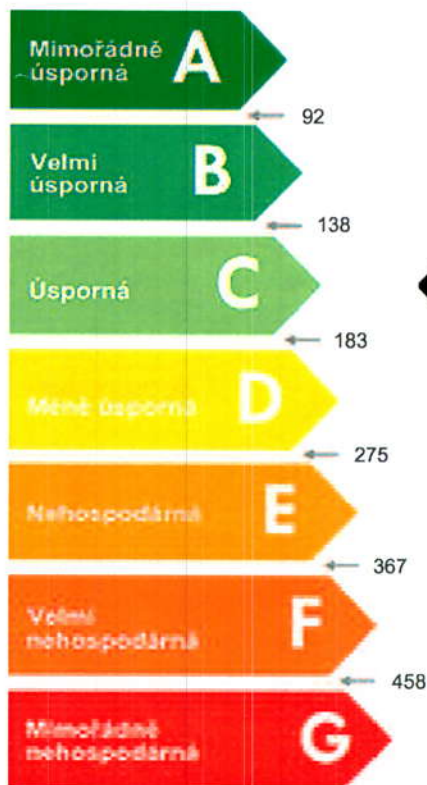 Mimořádně
úsporná
A
92
Velmi
úsporná
B
138
Úsporná
C
183
Méně úsporná
D
275
Nehospodárná
E
367
Velmi
nehospodárná
F
458
Mimořádně
nehospodárná
G